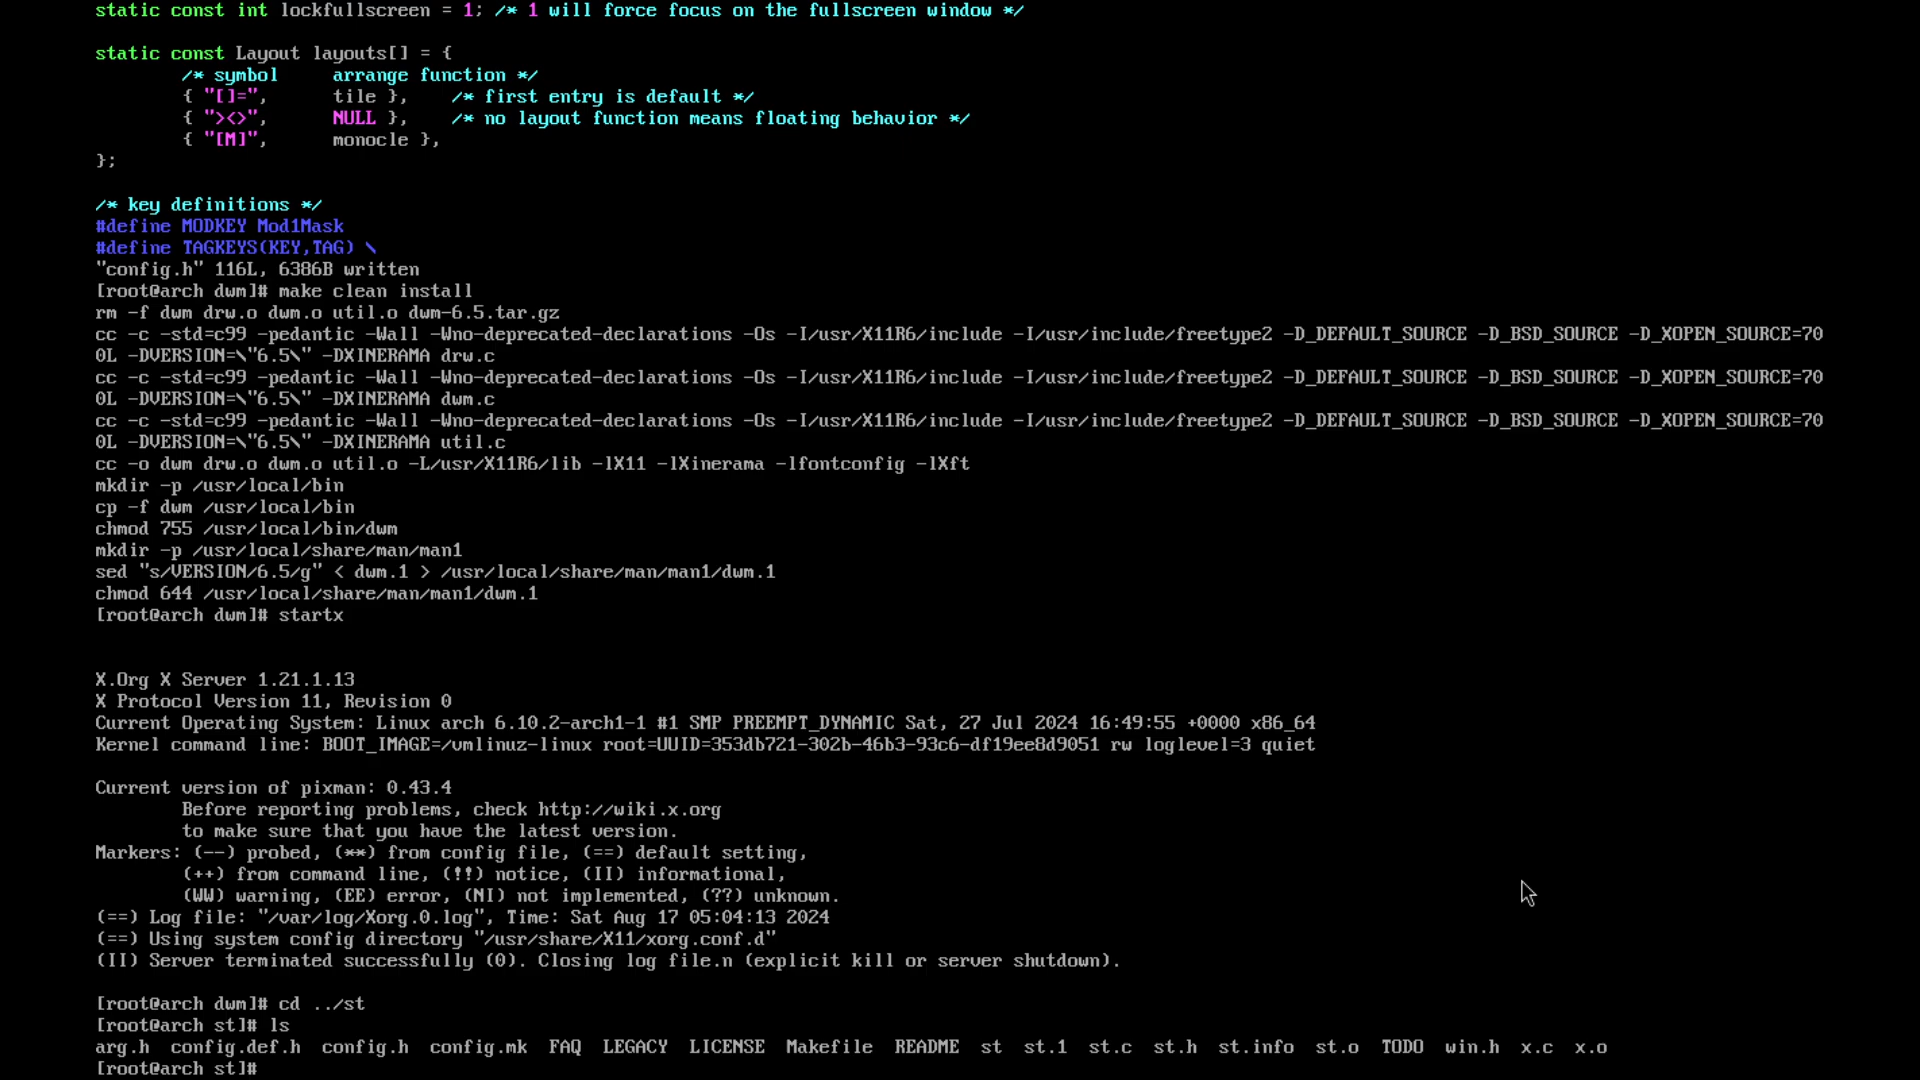 static const int lockfullscreen = 1; /* 1 will force focus on the fullscreen window */
static const Layout layouts[] = {
/* symbol     arrange function */
{ "[]=",      tile },    /* first entry is default */
{ "><>",      NULL },    /* no layout function means floating behavior */
{ "[M]",      monocle },
};
/* key definitions */
#define MODKEY Mod1Mask
#define TAGKEYS(KEY,TAG) \
"config.h" 116L, 6386B written
[root@arch dwm]# make clean install
rm -f dwm drw.o dwm.o util.o dwm-6.5.tar.gz
cc -c -std=c99 -pedantic -Wall -Wno-deprecated-declarations -Os -I/usr/X11R6/include -I/usr/include/freetype2 -D_DEFAULT_SOURCE -D_BSD_SOURCE -D_XOPEN_SOURCE=70
0L -DVERSION=\"6.5\" -DXINERAMA drw.c
cc -c -std=c99 -pedantic -Wall -Wno-deprecated-declarations -Os -I/usr/X11R6/include -I/usr/include/freetype2 -D_DEFAULT_SOURCE -D_BSD_SOURCE -D_XOPEN_SOURCE=70
0L -DVERSION=\"6.5\" -DXINERAMA dwm.c
cc -c -std=c99 -pedantic -Wall -Wno-deprecated-declarations -Os -I/usr/X11R6/include -I/usr/include/freetype2 -D_DEFAULT_SOURCE -D_BSD_SOURCE -D_XOPEN_SOURCE=70
0L -DVERSION=\"6.5\" -DXINERAMA util.c
cc -o dwm drw.o dwm.o util.o -L/usr/X11R6/lib -lX11 -lXinerama -lfontconfig -lXft
mkdir -p /usr/local/bin
cp -f dwm /usr/local/bin
chmod 755 /usr/local/bin/dwm
mkdir -p /usr/local/share/man/man1
sed "s/VERSION/6.5/g" < dwm.1 > /usr/local/share/man/man1/dwm.1
chmod 644 /usr/local/share/man/man1/dwm.1
[root@arch dwm]# startx
X.Org X Server 1.21.1.13
X Protocol Version 11, Revision 0
Current Operating System: Linux arch 6.10.2-arch1-1 #1 SMP PREEMPT_DYNAMIC Sat, 27 Jul 2024 16:49:55 +0000 x86_64
Kernel command line: BOOT_IMAGE=/vmlinuz-linux root=UUID=353db721-302b-46b3-93c6-df19ee8d9051 rw loglevel=3 quiet
Current version of pixman: 0.43.4
Before reporting problems, check http://wiki.x.org
to make sure that you have the latest version.
Markers: (--) probed, (**) from config file, (==) default setting,
(++) from command line, (!!) notice, (II) informational,
(WW) warning, (EE) error, (NI) not implemented, (??) unknown.
(==) Log file: "/var/log/Xorg.0.log", Time: Sat Aug 17 05:04:13 2024
(==) Using system config directory "/usr/share/X11/xorg.conf.d"
(II) Server terminated successfully (0). Closing log file.n (explicit kill or server shutdown).
[root@arch dwm]# cd ../st
[root@arch st]# ls
arg.h  config.def.h  config.h  config.mk  FAQ  LEGACY  LICENSE  Makefile  README  st  st.1  st.c  st.h  st.info  st.o  TODO  win.h  x.c  x.o
[root@arch st]#